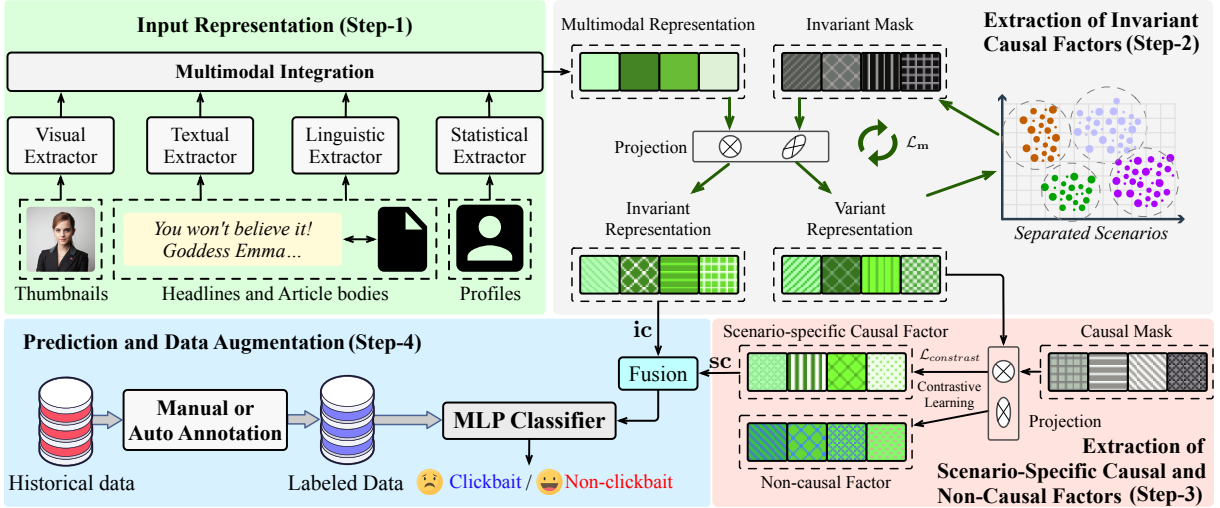 Input Representation (Step-1)
Multimodal Integration
Visual
Extractor
Textual
Extractor
Linguistic
Extractor
Statistical
Extractor
You won't believe it!
Goddess Emma...
Thumbnails
Headlines and Article bodies
Profiles
Multimodal Representation
Invariant Mask
Extraction of Invariant
Causal Factors (Step-2)
Projection
ℒm
Invariant
Representation
Variant
Representation
Separated Scenarios
Prediction and Data Augmentation (Step-4)
ic
sc
Fusion
Manual or
Auto Annotation
MLP Classifier
Historical data
Labeled Data
Clickbait / Non-clickbait
Scenario-specific Causal Factor
Causal Mask
ℒconstrast
Contrastive
Learning
Projection
Non-causal Factor
Extraction of
Scenario-Specific Causal and
Non-Causal Factors (Step-3)